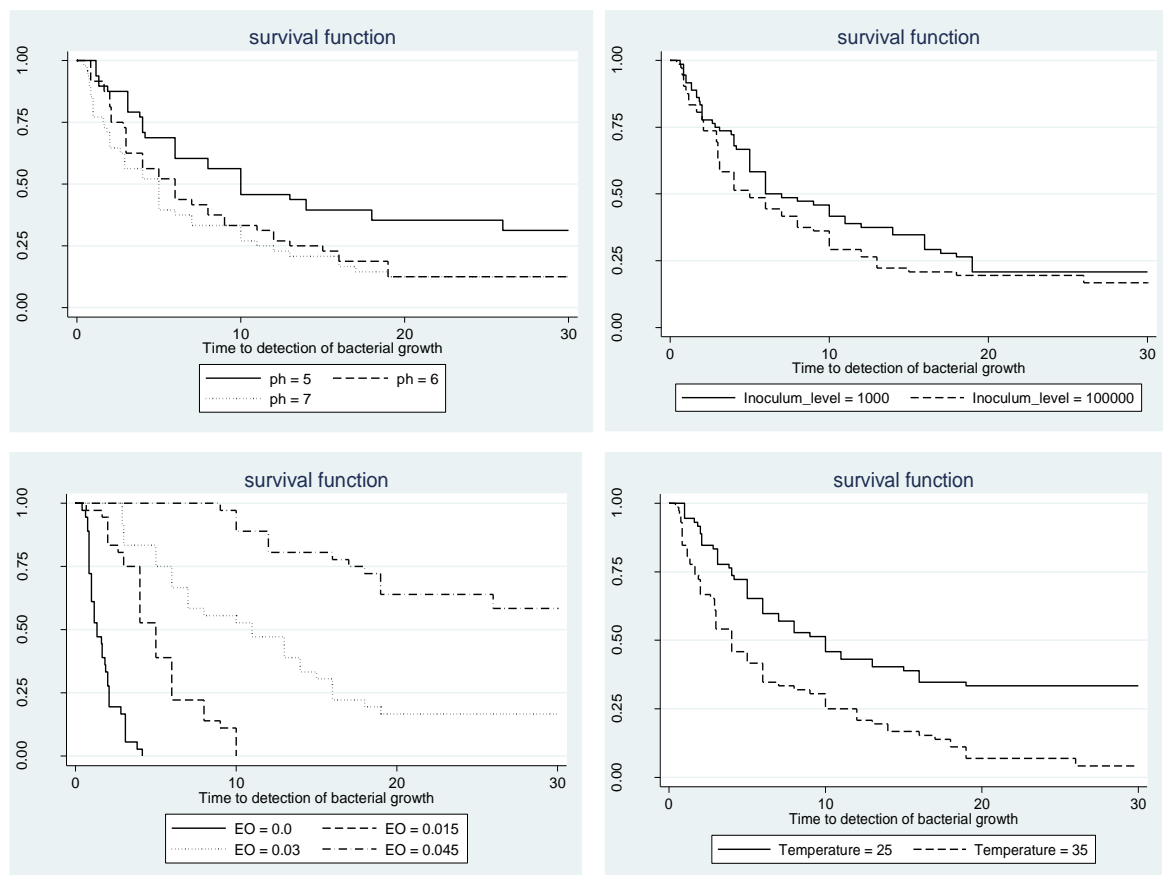 survival function
1.00
0.75
0.50
0.25
0.00
0 10 20 30
Time to detection of bacterial growth
ph = 5 ph = 6
ph = 7
survival function
1.00
0.75
0.50
0.25
0.00
0 10 20 30
Time to detection of bacterial growth
Inoculum_level = 1000 Inoculum_level = 100000
survival function
1.00
0.75
0.50
0.25
0.00
0 10 20 30
Time to detection of bacterial growth
EO = 0.0 EO = 0.015
EO = 0.03 EO = 0.045
survival function
1.00
0.75
0.50
0.25
0.00
0 10 20 30
Time to detection of bacterial growth
Temperature = 25 Temperature = 35